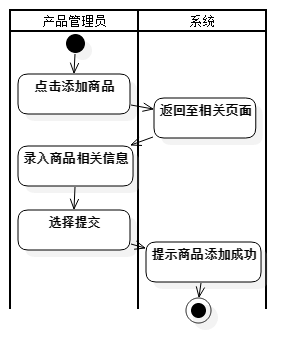 产品管理员
系统
点击添加商品
返回至相关页面
录入商品相关信息
选择提交
提示商品添加成功